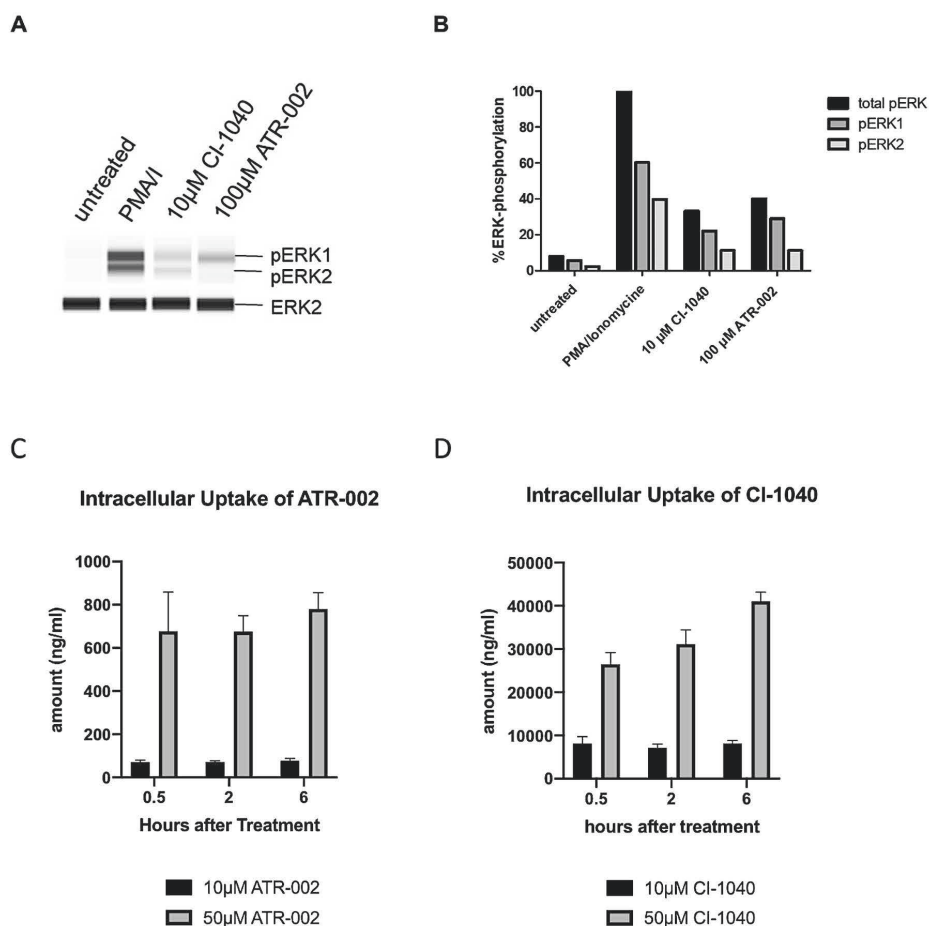 A
untreated
PMA/I
10µM CI-1040
100µM ATR-002
pERK1
pERK2
ERK2
B
%ERK-phosphorylation
100
80
60
40
20
0
untreated
PMA/Ionomycine
10 µM CI-1040
100 µM ATR-002
total pERK
pERK1
pERK2
C
Intracellular Uptake of ATR-002
amount (ng/ml)
1000
800
600
400
200
0
0.5 2 6
Hours after Treatment
10µM ATR-002
50µM ATR-002
D
Intracellular Uptake of CI-1040
amount (ng/ml)
50000
40000
30000
20000
10000
0
0.5 2 6
hours after treatment
10µM CI-1040
50µM CI-1040